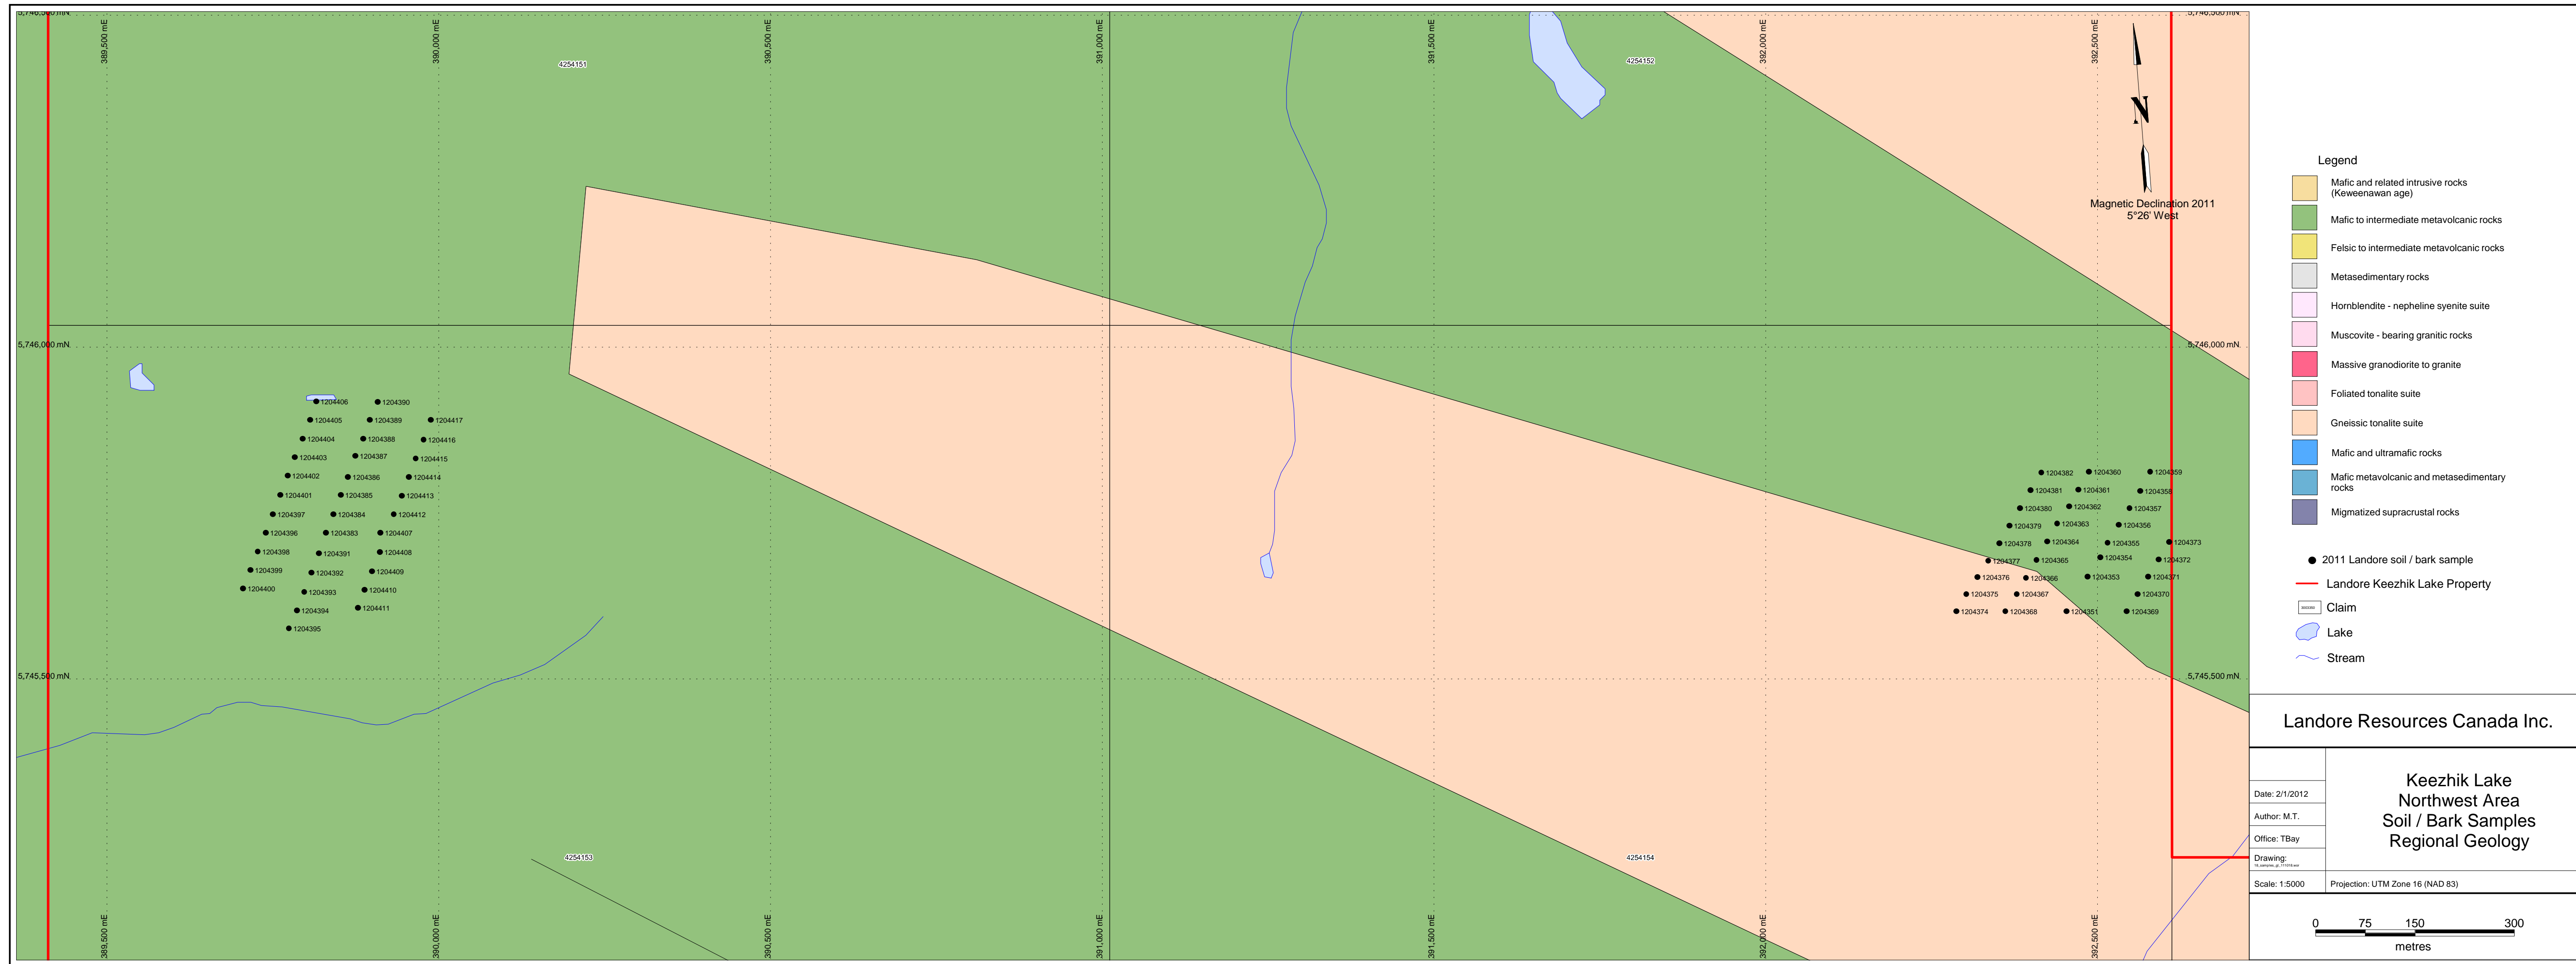 5,746,500 mN
389,500 mE
390,000 mE
390,500 mE
391,000 mE
391,500 mE
392,000 mE
392,500 mE
5,746,500 mN
4254151
4254152
N
Magnetic Declination 2011
5°26' West
5,746,000 mN
5,746,000 mN
1204406
1204390
1204405
1204389
1204417
1204404
1204388
1204416
1204403
1204387
1204415
1204402
1204386
1204414
1204401
1204385
1204413
1204397
1204384
1204412
1204396
1204383
1204407
1204398
1204391
1204408
1204399
1204392
1204409
1204400
1204393
1204410
1204394
1204411
1204395
1204382
1204360
1204359
1204381
1204361
1204358
1204380
1204362
1204357
1204379
1204363
1204356
1204378
1204364
1204355
1204373
1204377
1204365
1204354
1204372
1204376
1204366
1204353
1204371
1204375
1204367
1204370
1204374
1204368
1204351
1204369
5,745,500 mN
5,745,500 mN
4254153
4254154
389,500 mE
390,000 mE
390,500 mE
391,000 mE
391,500 mE
392,000 mE
392,500 mE
Legend
Mafic and related intrusive rocks
(Keweenawan age)
Mafic to intermediate metavolcanic rocks
Felsic to intermediate metavolcanic rocks
Metasedimentary rocks
Hornblendite - nepheline syenite suite
Muscovite - bearing granitic rocks
Massive granodiorite to granite
Foliated tonalite suite
Gneissic tonalite suite
Mafic and ultramafic rocks
Mafic metavolcanic and metasedimentary
rocks
Migmatized supracrustal rocks
2011 Landore soil / bark sample
Landore Keezhik Lake Property
Claim
Lake
Stream
Landore Resources Canada Inc.
Keezhik Lake
Northwest Area
Soil / Bark Samples
Regional Geology
Date: 2/1/2012
Author: M.T.
Office: TBay
Drawing:
Scale: 1:5000
Projection: UTM Zone 16 (NAD 83)
0 75 150 300
metres